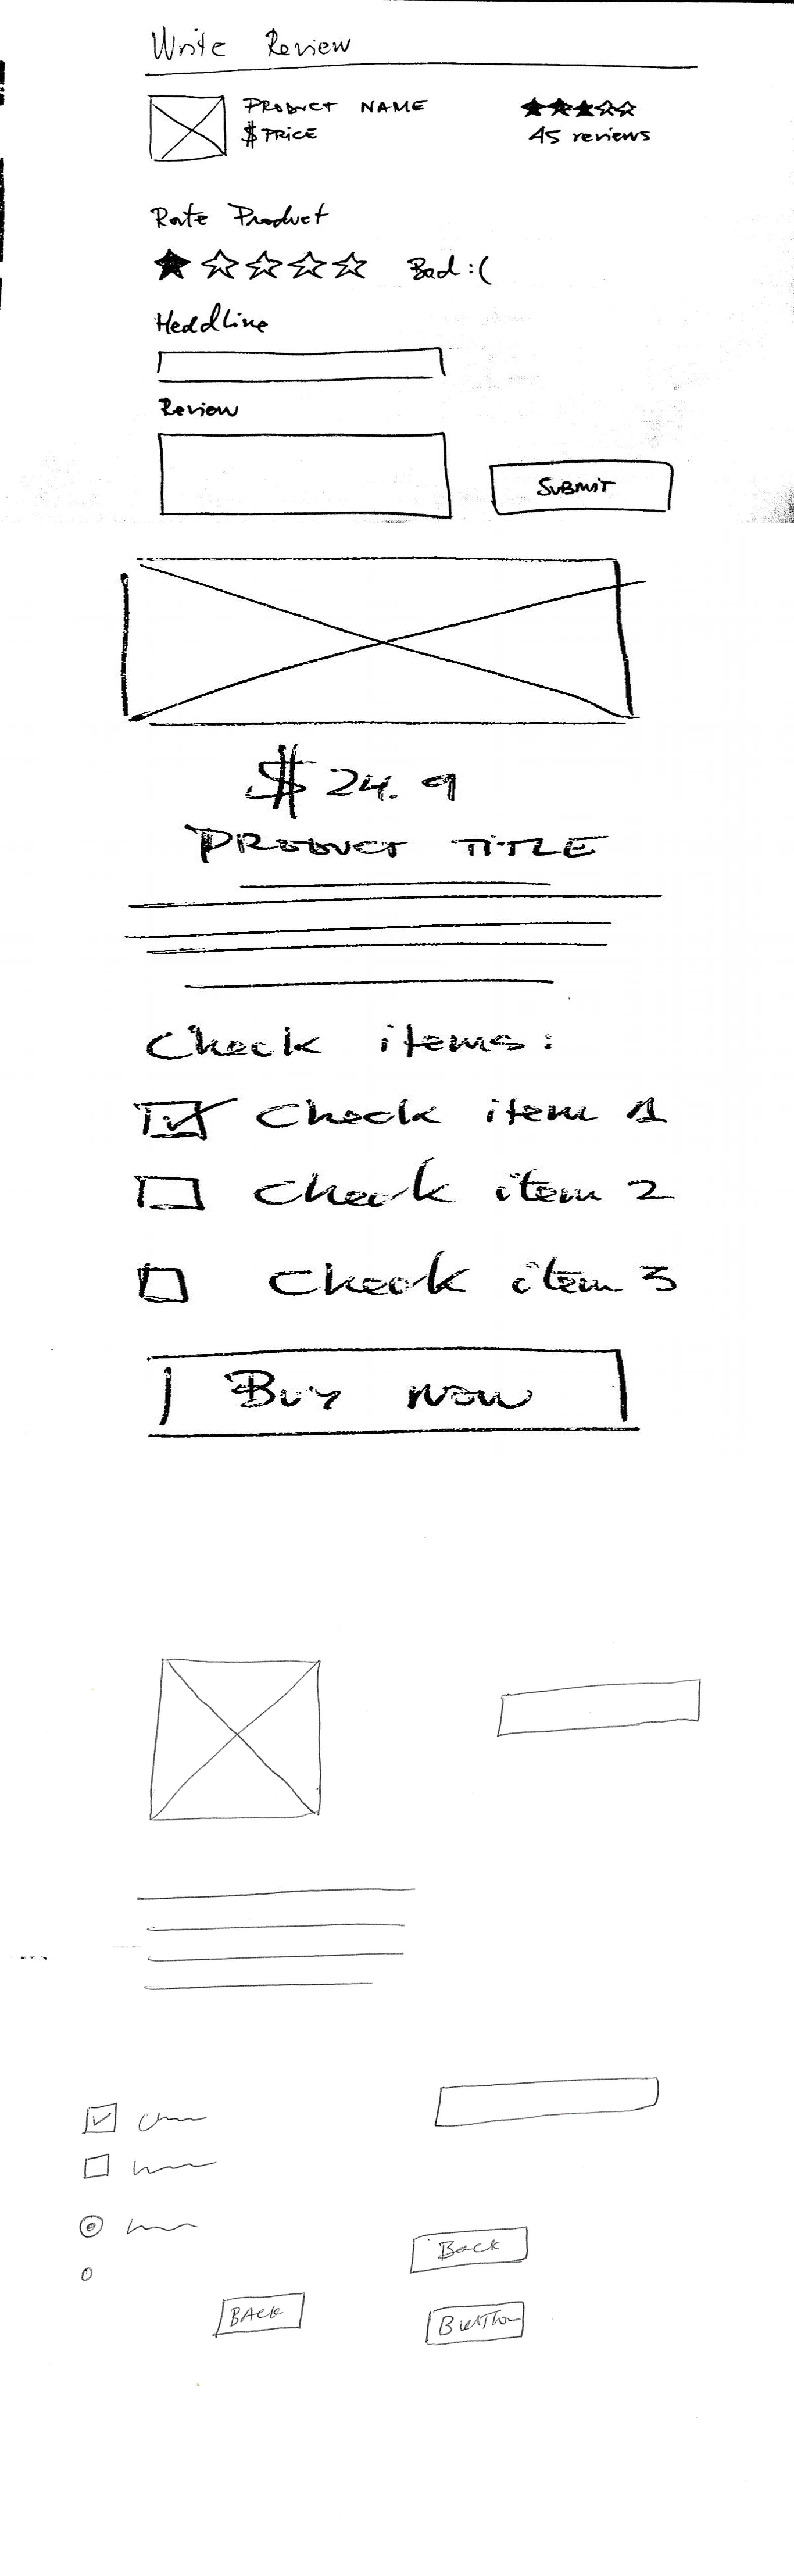 Write Review
PRODUCT NAME
$ PRICE
45 reviews
Rate Product
Bad :(
Headline
Review
SUBMIT
$ 24.9
PRODUCT TITLE
Check items:
Check item 1
Check item 2
Check item 3
Buy now
Back
BACK
Button